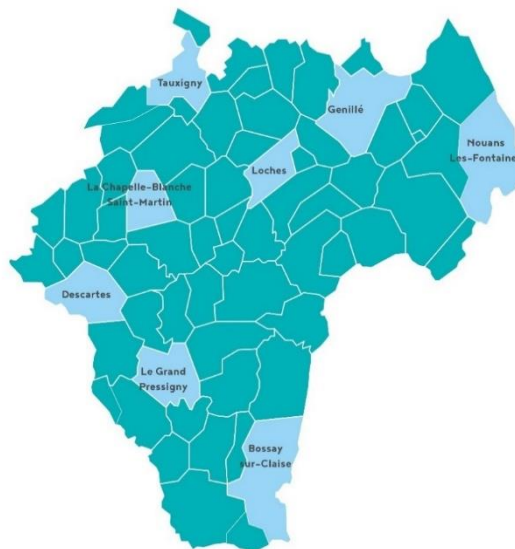 Tauxigny
Genillé
Nouans
Les-Fontaine
Loches
La Chapelle-Blanche
Saint-Martin
Descartes
Le Grand
Pressigny
Bossay
sur-Claise